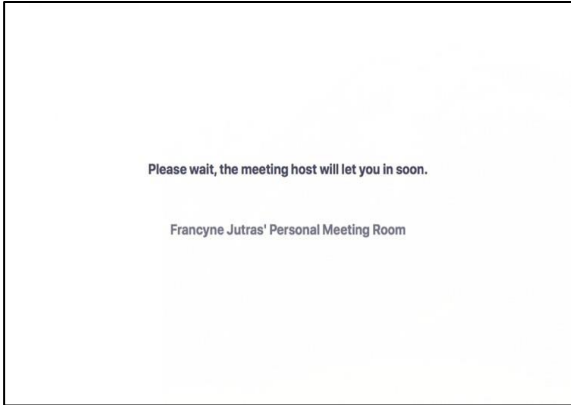 Please wait, the meeting host will let you in soon.
Francyne Jutras' Personal Meeting Room